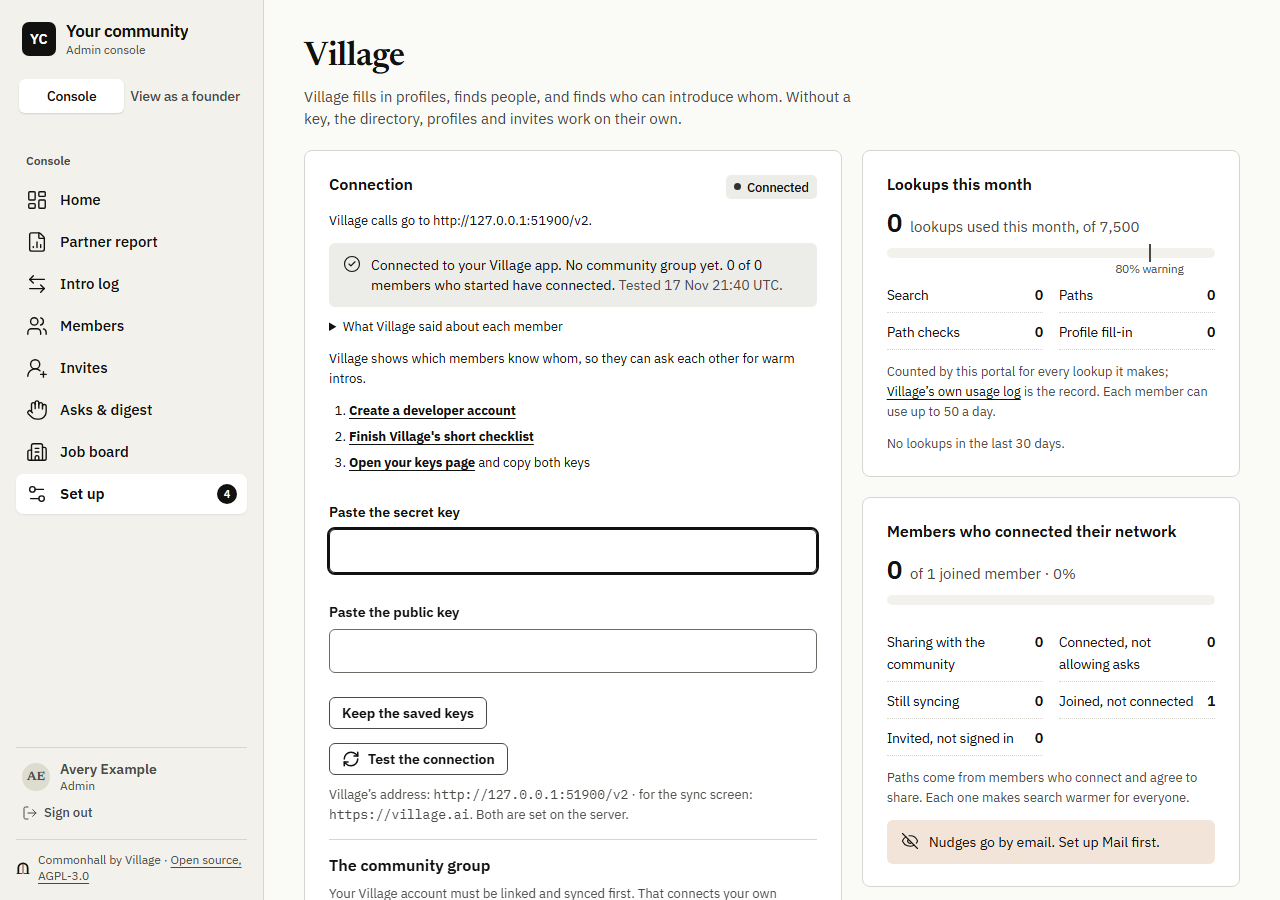 YC
Your community
Admin console
Console
View as a founder
Console
Home
Partner report
Intro log
Members
Invites
Asks & digest
Job board
Set up
4
AE
Avery Example
Admin
Sign out
Commonhall by Village · Open source,
AGPL-3.0
Village
Village fills in profiles, finds people, and finds who can introduce whom. Without a
key, the directory, profiles and invites work on their own.
Connection
Connected
Village calls go to http://127.0.0.1:51900/v2.
Connected to your Village app. No community group yet. 0 of 0
members who started have connected. Tested 17 Nov 21:40 UTC.
What Village said about each member
Village shows which members know whom, so they can ask each other for warm
intros.
1. Create a developer account
2. Finish Village's short checklist
3. Open your keys page and copy both keys
Paste the secret key
Paste the public key
Keep the saved keys
Test the connection
Village’s address: http://127.0.0.1:51900/v2 · for the sync screen:
https://village.ai. Both are set on the server.
The community group
Your Village account must be linked and synced first. That connects your own
Lookups this month
0 lookups used this month, of 7,500
80% warning
Search 0 Paths 0
Path checks 0 Profile fill-in 0
Counted by this portal for every lookup it makes;
Village’s own usage log is the record. Each member can
use up to 50 a day.
No lookups in the last 30 days.
Members who connected their network
0 of 1 joined member · 0%
Sharing with the 0 Connected, not 0
community allowing asks
Still syncing 0 Joined, not connected 1
Invited, not signed in 0
Paths come from members who connect and agree to
share. Each one makes search warmer for everyone.
Nudges go by email. Set up Mail first.